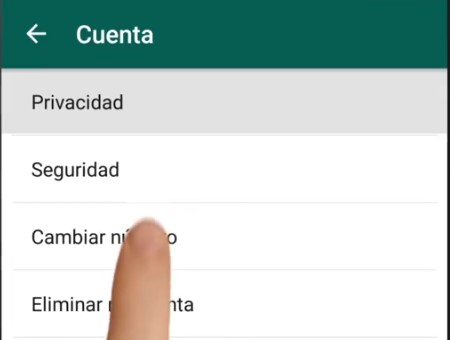 Cuenta
Privacidad
Seguridad
Cambiar
Eliminar